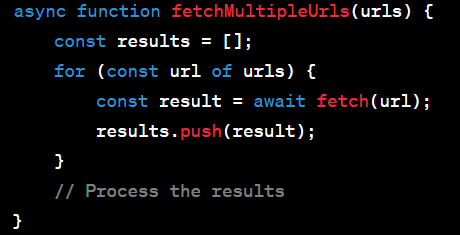 async function fetchMultipleUrls(urls) {
    const results = [];
    for (const url of urls) {
        const result = await fetch(url);
        results.push(result);
    }
    // Process the results
}